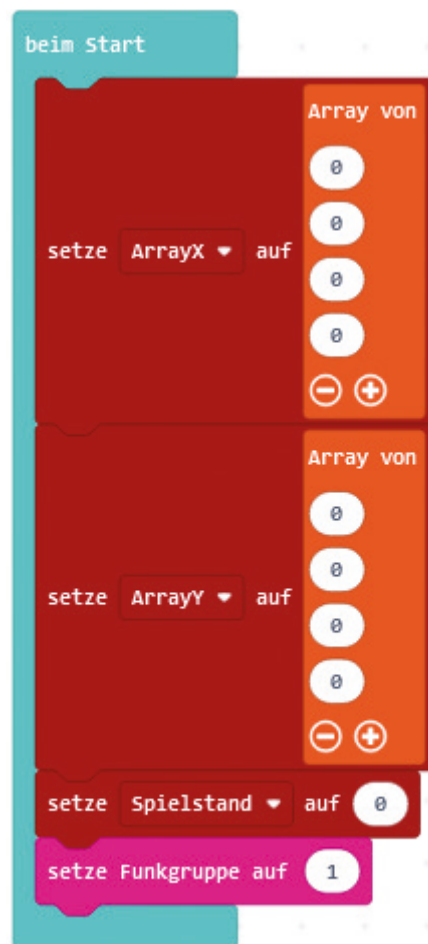 beim Start
Array von
0
0
setze ArrayX auf
0
0
Array von
0
0
setze ArrayY auf
0
0
setze Spielstand auf 0
setze Funkgruppe auf 1